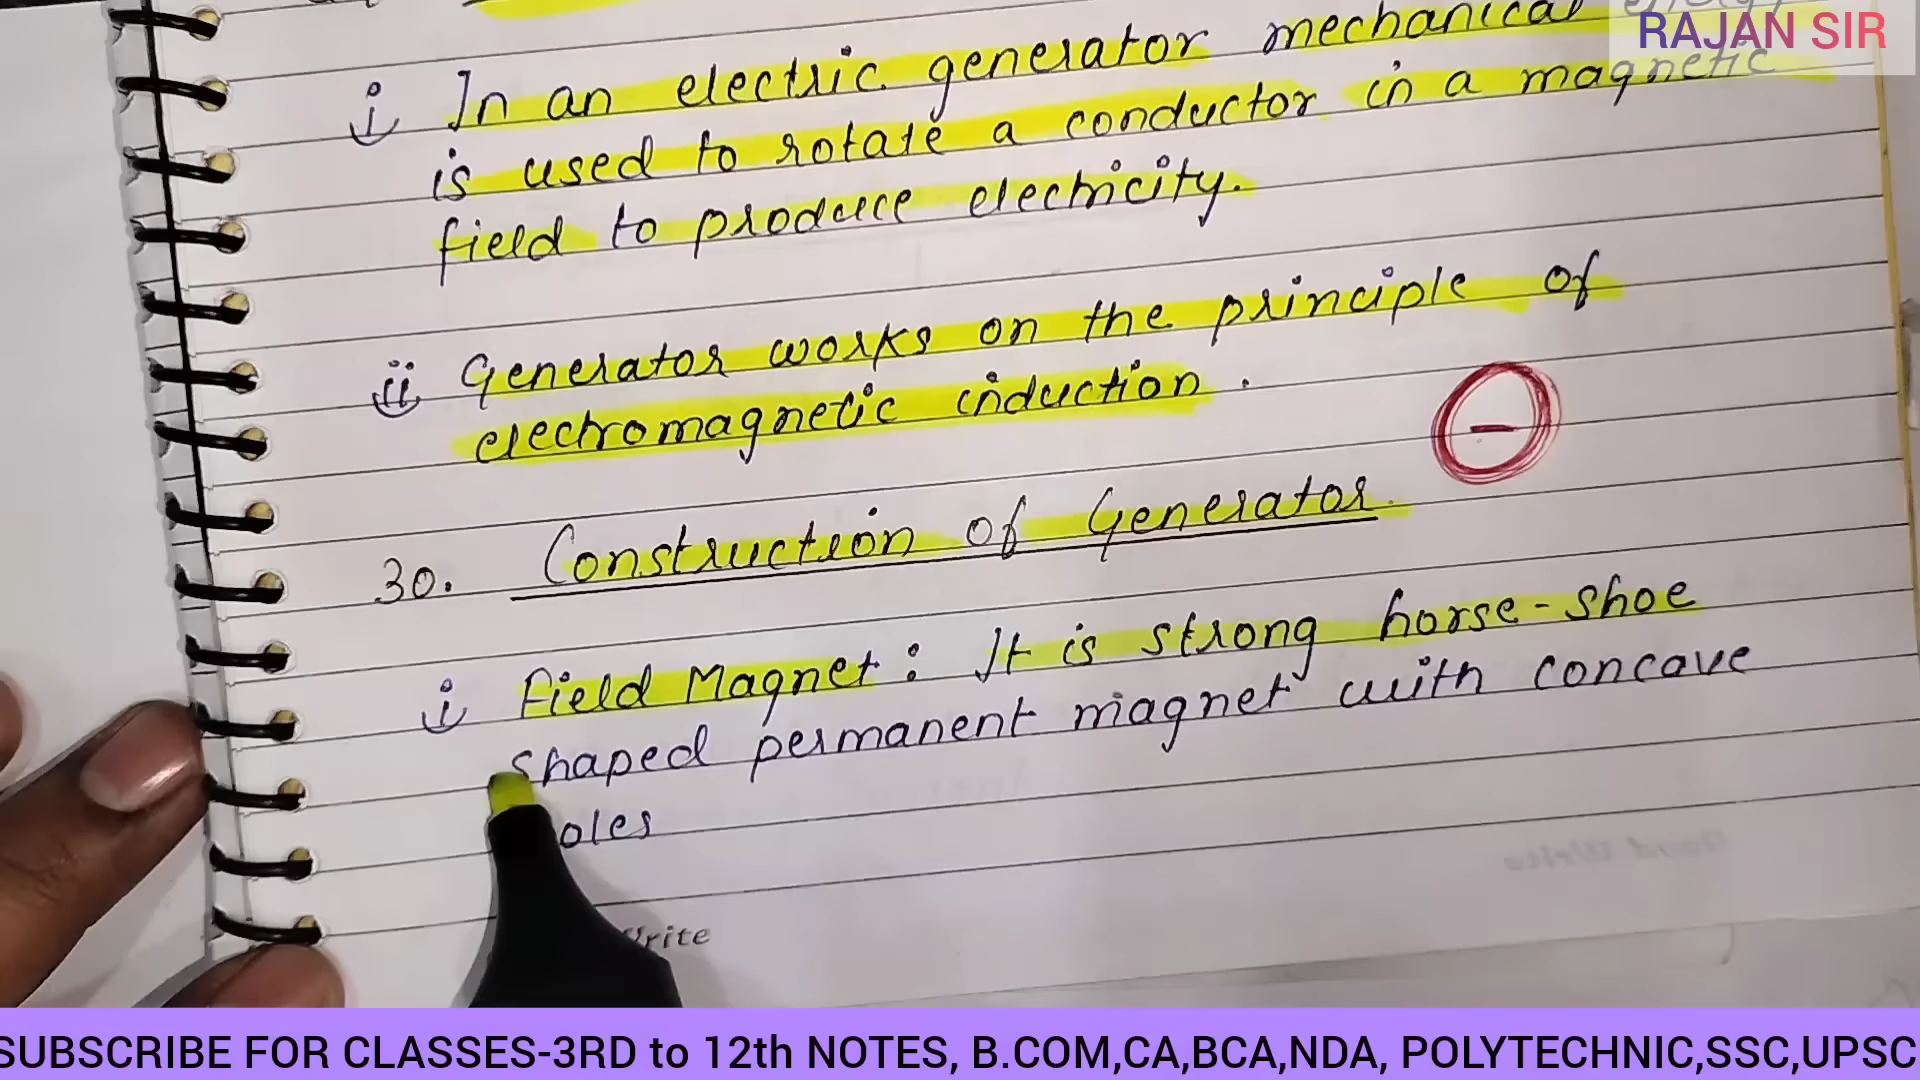 RAJAN SIR
i In an electric generator mechanical energy
is used to rotate a conductor in a magnetic
field to produce electricity.
ii Generator works on the principle of
electromagnetic induction.
30. Construction of Generator
i Field Magnet : It is strong horse-shoe
shaped permanent magnet with concave
oles
Write
SUBSCRIBE FOR CLASSES-3RD to 12th NOTES, B.COM,CA,BCA,NDA, POLYTECHNIC,SSC,UPSC